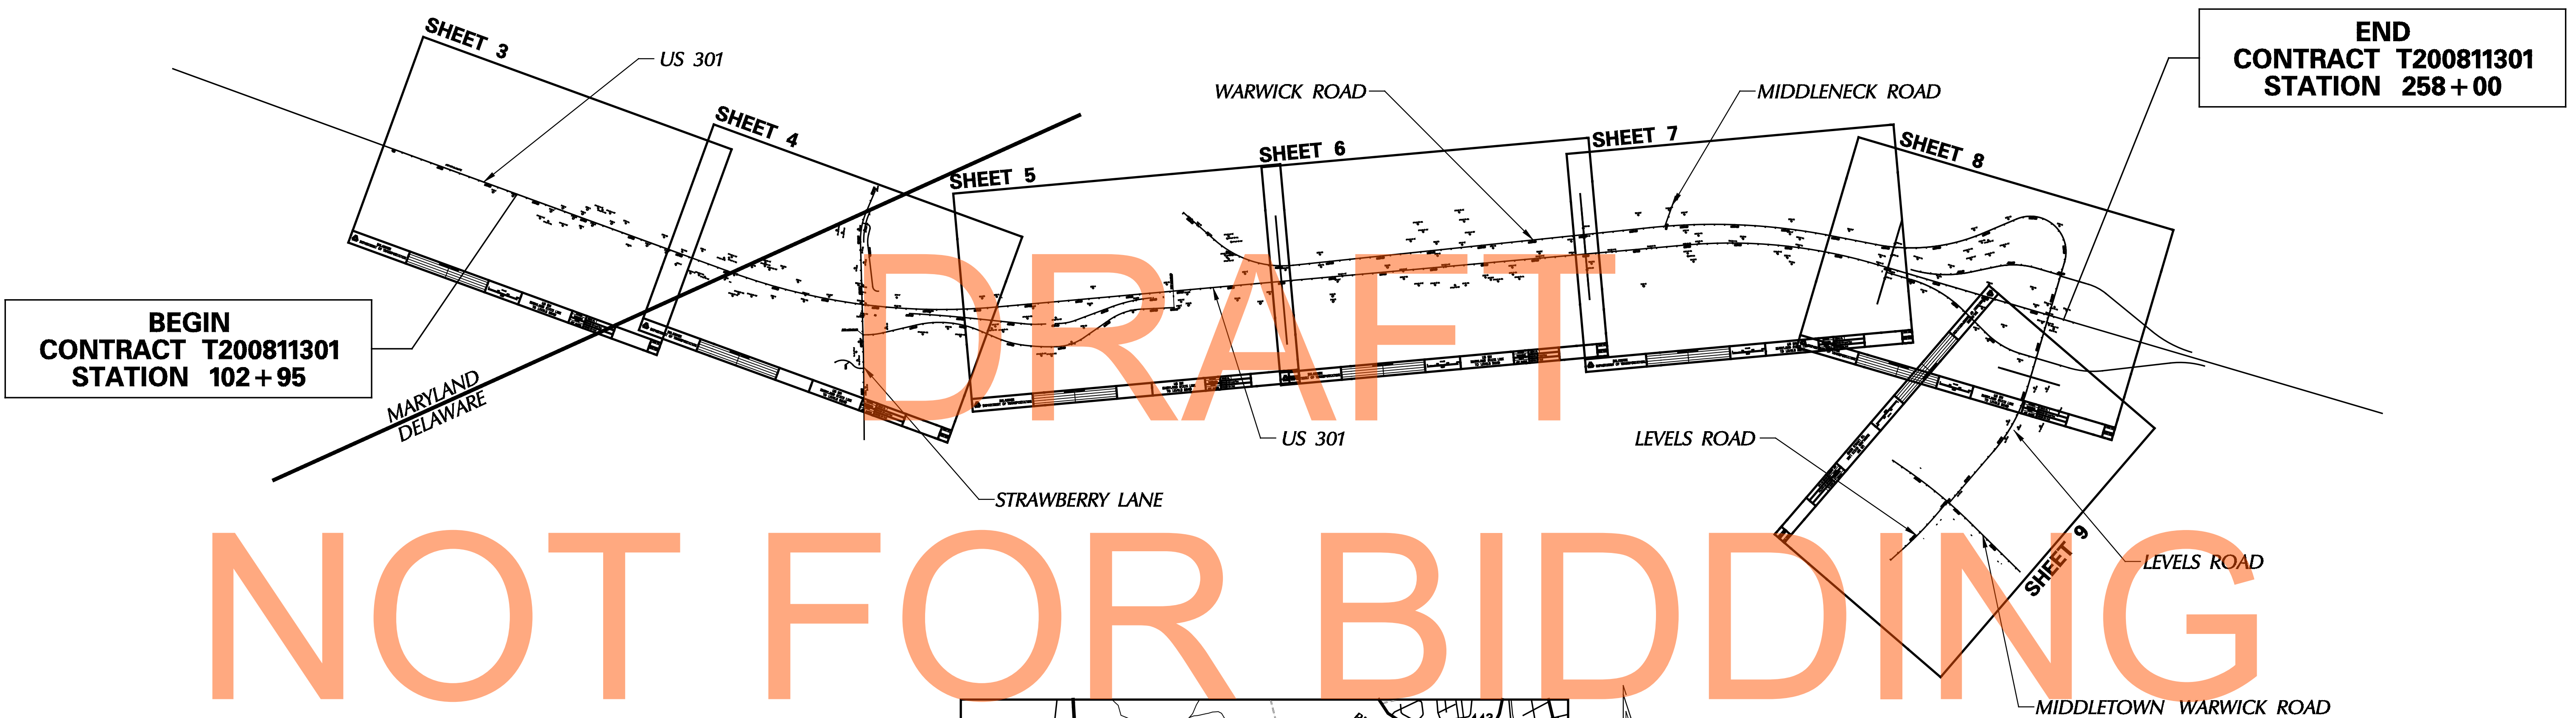 SHEET 3
US 301
SHEET 4
WARWICK ROAD
MIDDLENECK ROAD
END
CONTRACT T200811301
STATION 258+00
SHEET 5
SHEET 6
SHEET 7
SHEET 8
BEGIN
CONTRACT T200811301
STATION 102+95
MARYLAND
DELAWARE
DRAFT
US 301
LEVELS ROAD
STRAWBERRY LANE
NOT FOR BIDDING
SHEET 9
LEVELS ROAD
MIDDLETOWN WARWICK ROAD